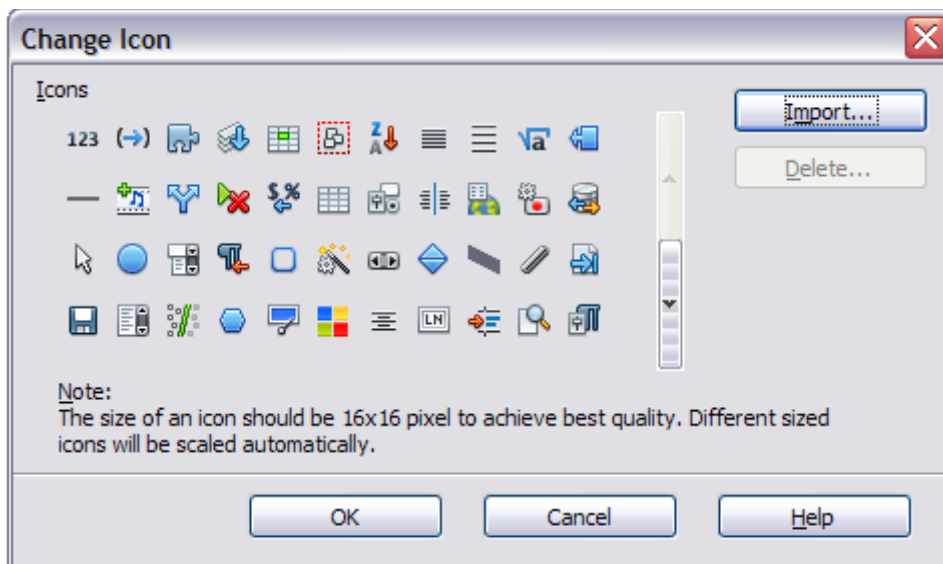 Change Icon
Icons
Import...
Delete...
123
Z
A
√a
$ %
LN
Note:
The size of an icon should be 16x16 pixel to achieve best quality. Different sized
icons will be scaled automatically.
OK
Cancel
Help